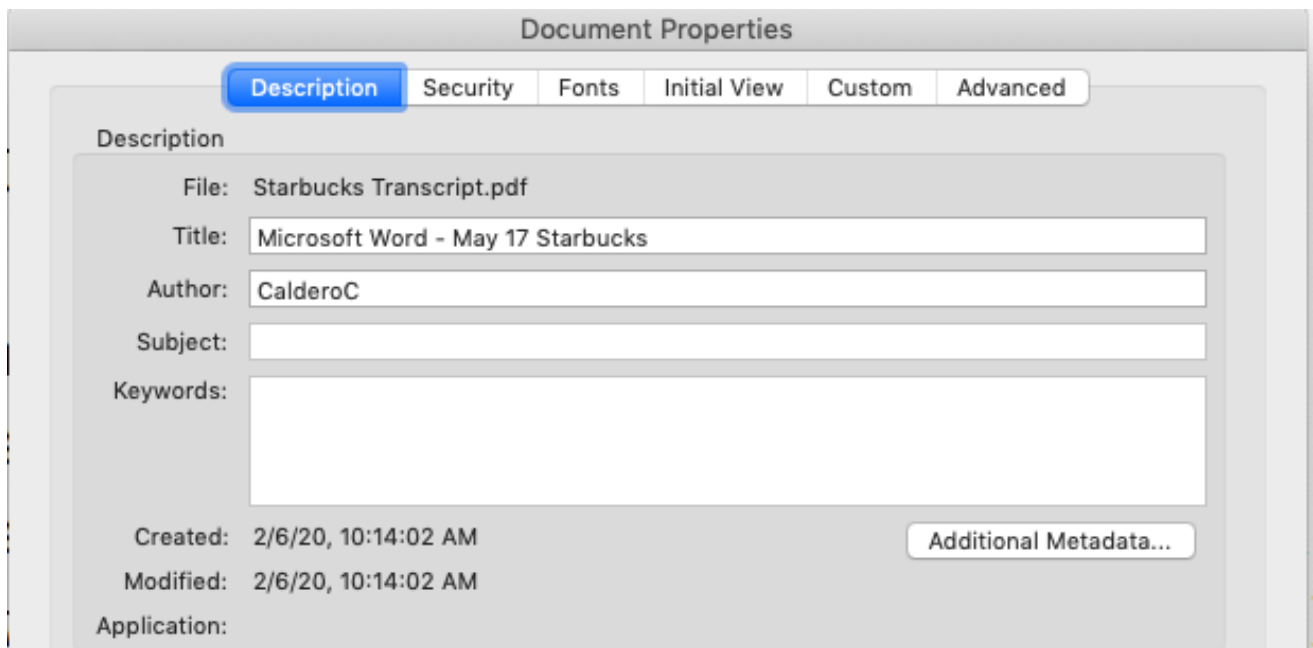 Document Properties
Description Security Fonts Initial View Custom Advanced
Description
File: Starbucks Transcript.pdf
Title: Microsoft Word - May 17 Starbucks
Author: CalderoC
Subject:
Keywords:
Created: 2/6/20, 10:14:02 AM Additional Metadata...
Modified: 2/6/20, 10:14:02 AM
Application: